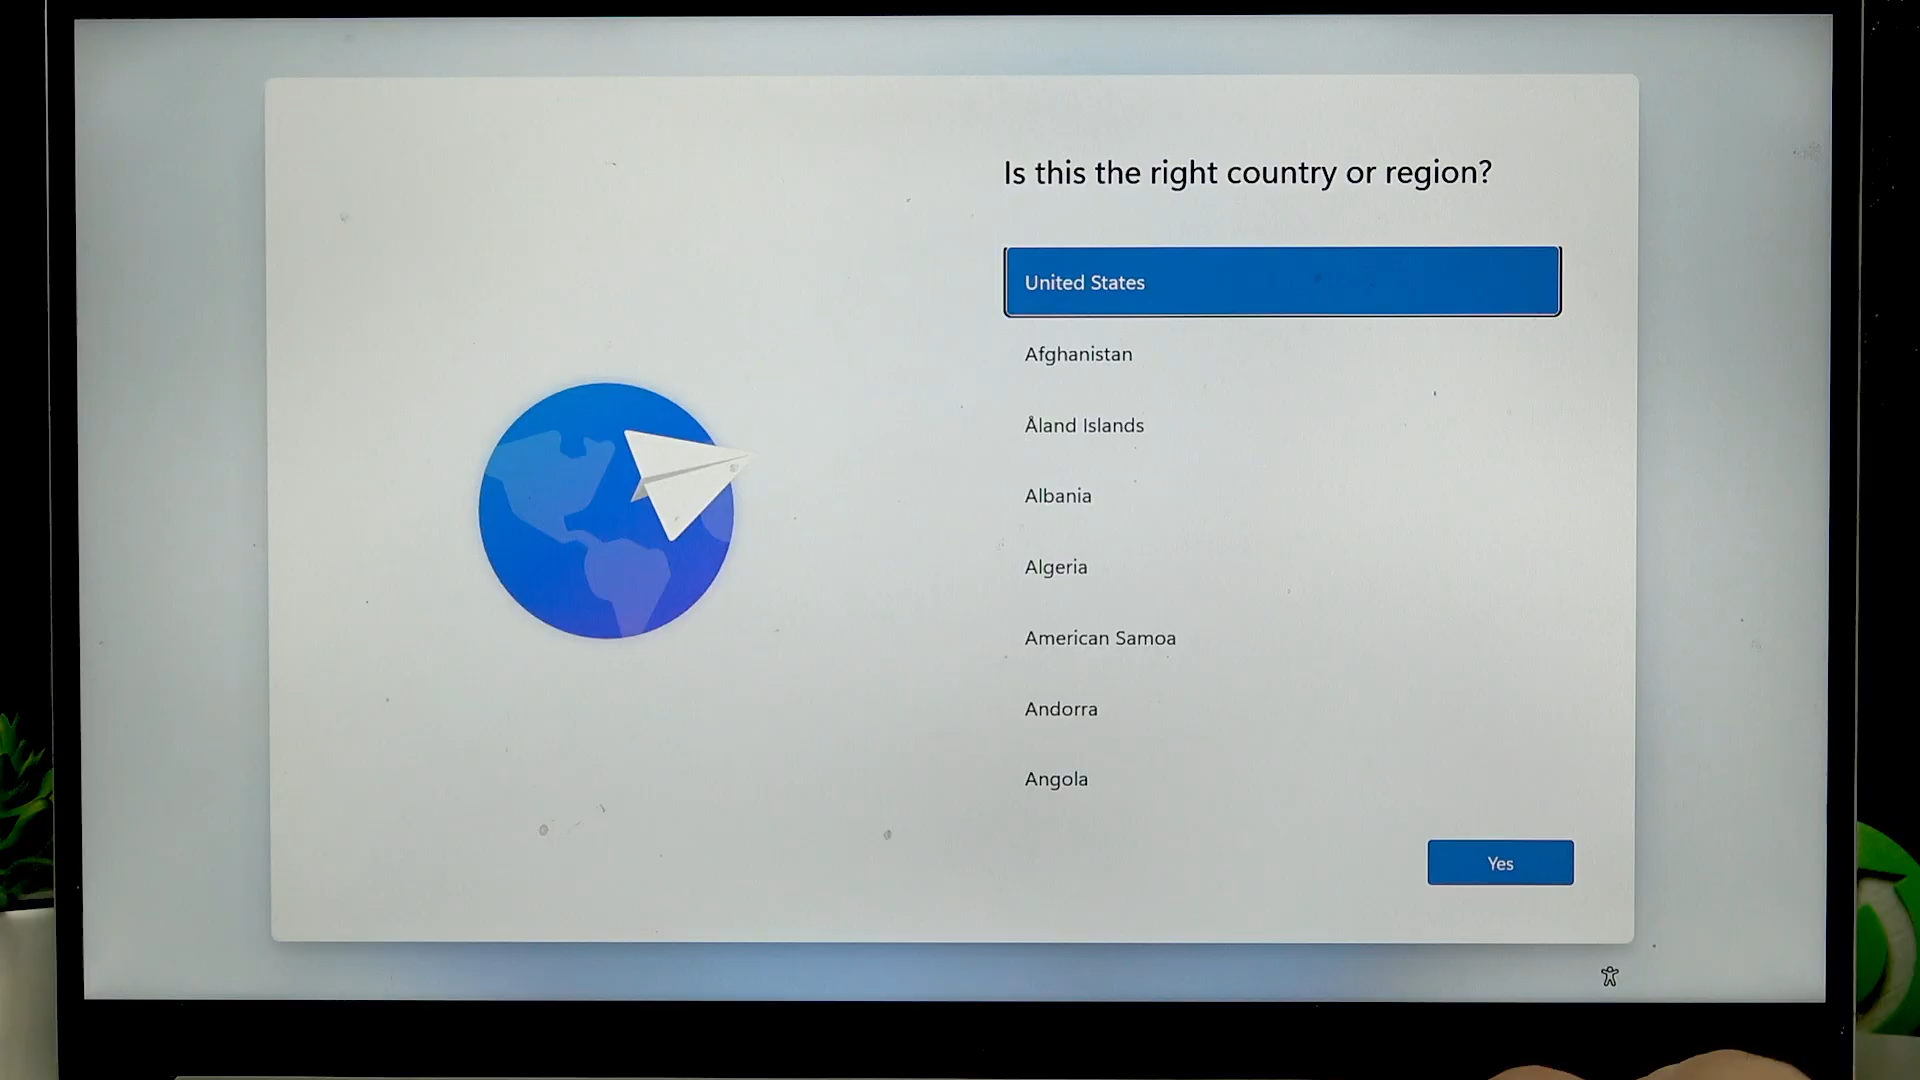 Is this the right country or region?
United States
Afghanistan
Åland Islands
Albania
Algeria
American Samoa
Andorra
Angola
Yes